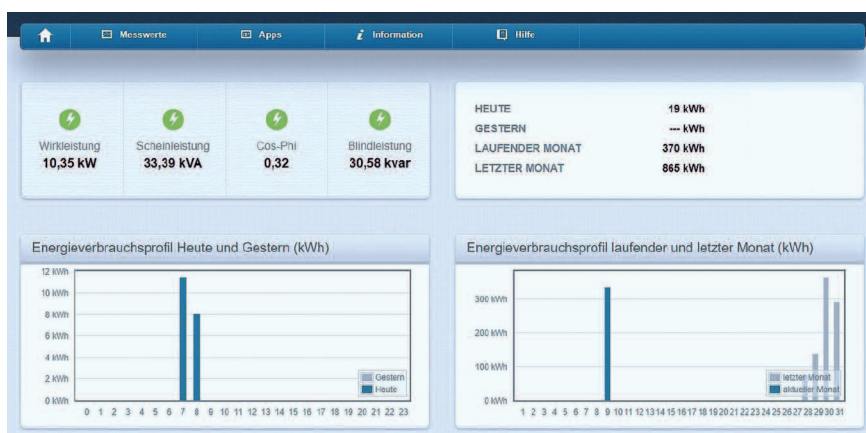 Messwerte Apps Information Hilfe
Wirkleistung Scheinleistung Cos-Phi Blindleistung
10,35 kW 33,39 kVA 0,32 30,58 kvar
HEUTE 19 kWh
GESTERN --- kWh
LAUFENDER MONAT 370 kWh
LETZTER MONAT 865 kWh
Energieverbrauchsprofil Heute und Gestern (kWh)
12 kWh
10 kWh
8 kWh
6 kWh
4 kWh
2 kWh
0 kWh
Gestern
Heute
0 1 2 3 4 5 6 7 8 9 10 11 12 13 14 15 16 17 18 19 20 21 22 23
Energieverbrauchsprofil laufender und letzter Monat (kWh)
300 kWh
200 kWh
100 kWh
0 kWh
letzter Monat
aktueller Monat
1 2 3 4 5 6 7 8 9 10 11 12 13 14 15 16 17 18 19 20 21 22 23 24 25 26 27 28 29 30 31